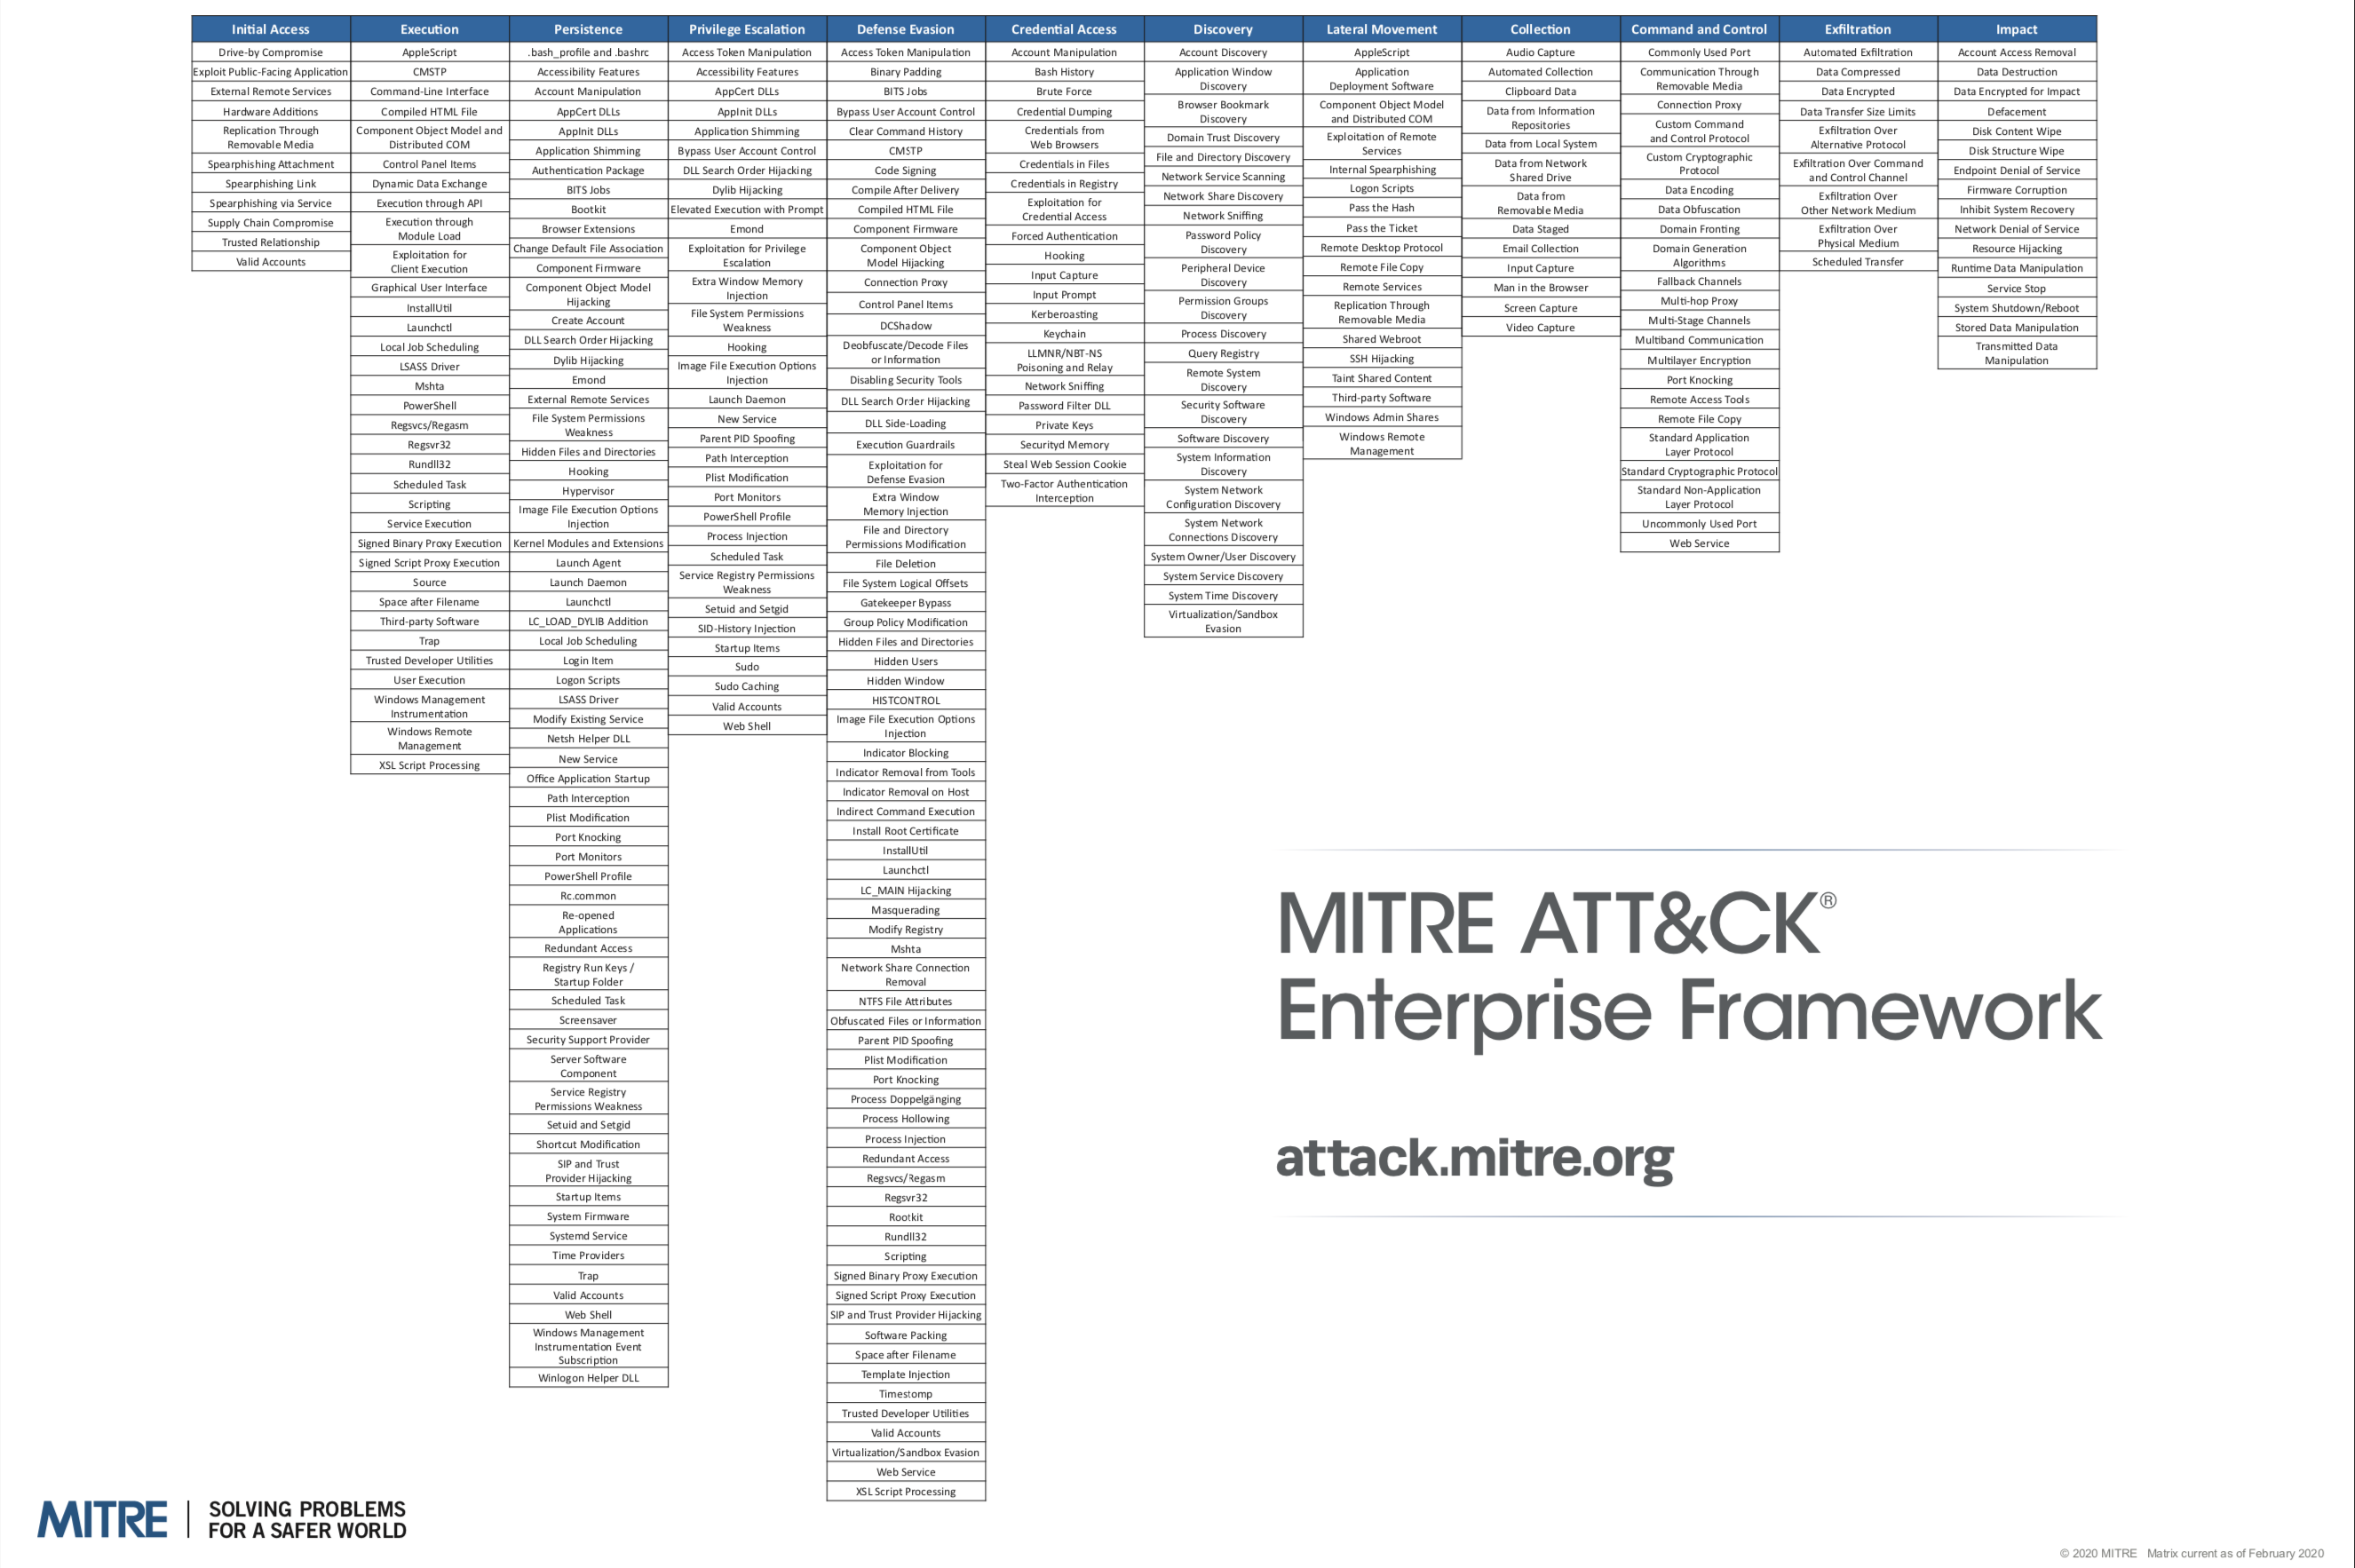 Initial Access
Drive-by Compromise
Exploit Public-Facing Application
External Remote Services
Hardware Additions
Replication Through
Removable Media
Spearphishing Attachment
Spearphishing Link
Spearphishing via Service
Supply Chain Compromise
Trusted Relationship
Valid Accounts
Execution
AppleScript
CMSTP
Command-Line Interface
Compiled HTML File
Component Object Model and
Distributed COM
Control Panel Items
Dynamic Data Exchange
Execution through API
Execution through
Module Load
Exploitation for
Client Execution
Graphical User Interface
InstallUtil
Launchctl
Local Job Scheduling
LSASS Driver
Mshta
PowerShell
Regsvcs/Regasm
Regsvr32
Rundll32
Scheduled Task
Scripting
Service Execution
Signed Binary Proxy Execution
Signed Script Proxy Execution
Source
Space after Filename
Third-party Software
Trap
Trusted Developer Utilities
User Execution
Windows Management
Instrumentation
Windows Remote
Management
XSL Script Processing
Persistence
.bash_profile and .bashrc
Accessibility Features
Account Manipulation
AppCert DLLs
AppInit DLLs
Application Shimming
Authentication Package
BITS Jobs
Bootkit
Browser Extensions
Change Default File Association
Component Firmware
Component Object Model
Hijacking
Create Account
DLL Search Order Hijacking
Dylib Hijacking
Emond
External Remote Services
File System Permissions
Weakness
Hidden Files and Directories
Hooking
Hypervisor
Image File Execution Options
Injection
Kernel Modules and Extensions
Launch Agent
Launch Daemon
Launchctl
LC_LOAD_DYLIB Addition
Local Job Scheduling
Login Item
Logon Scripts
LSASS Driver
Modify Existing Service
Netsh Helper DLL
New Service
Office Application Startup
Path Interception
Plist Modification
Port Knocking
Port Monitors
PowerShell Profile
Rc.common
Re-opened
Applications
Redundant Access
Registry Run Keys /
Startup Folder
Scheduled Task
Screensaver
Security Support Provider
Server Software
Component
Service Registry
Permissions Weakness
Setuid and Setgid
Shortcut Modification
SIP and Trust
Provider Hijacking
Startup Items
System Firmware
Systemd Service
Time Providers
Trap
Valid Accounts
Web Shell
Windows Management
Instrumentation Event
Subscription
Winlogon Helper DLL
Privilege Escalation
Access Token Manipulation
Accessibility Features
AppCert DLLs
AppInit DLLs
Application Shimming
Bypass User Account Control
DLL Search Order Hijacking
Dylib Hijacking
Elevated Execution with Prompt
Emond
Exploitation for Privilege
Escalation
Extra Window Memory
Injection
File System Permissions
Weakness
Hooking
Image File Execution Options
Injection
Launch Daemon
New Service
Parent PID Spoofing
Path Interception
Plist Modification
Port Monitors
PowerShell Profile
Process Injection
Scheduled Task
Service Registry Permissions
Weakness
Setuid and Setgid
SID-History Injection
Startup Items
Sudo
Sudo Caching
Valid Accounts
Web Shell
Defense Evasion
Access Token Manipulation
Binary Padding
BITS Jobs
Bypass User Account Control
Clear Command History
CMSTP
Code Signing
Compile After Delivery
Compiled HTML File
Component Firmware
Component Object
Model Hijacking
Connection Proxy
Control Panel Items
DCShadow
Deobfuscate/Decode Files
or Information
Disabling Security Tools
DLL Search Order Hijacking
DLL Side-Loading
Execution Guardrails
Exploitation for
Defense Evasion
Extra Window
Memory Injection
File and Directory
Permissions Modification
File Deletion
File System Logical Offsets
Gatekeeper Bypass
Group Policy Modification
Hidden Files and Directories
Hidden Users
Hidden Window
HISTCONTROL
Image File Execution Options
Injection
Indicator Blocking
Indicator Removal from Tools
Indicator Removal on Host
Indirect Command Execution
Install Root Certificate
InstallUtil
Launchctl
LC_MAIN Hijacking
Masquerading
Modify Registry
Mshta
Network Share Connection
Removal
NTFS File Attributes
Obfuscated Files or Information
Parent PID Spoofing
Plist Modification
Port Knocking
Process Doppelgänging
Process Hollowing
Process Injection
Redundant Access
Regsvcs/Regasm
Regsvr32
Rootkit
Rundll32
Scripting
Signed Binary Proxy Execution
Signed Script Proxy Execution
SIP and Trust Provider Hijacking
Software Packing
Space after Filename
Template Injection
Timestomp
Trusted Developer Utilities
Valid Accounts
Virtualization/Sandbox Evasion
Web Service
XSL Script Processing
Credential Access
Account Manipulation
Bash History
Brute Force
Credential Dumping
Credentials from
Web Browsers
Credentials in Files
Credentials in Registry
Exploitation for
Credential Access
Forced Authentication
Hooking
Input Capture
Input Prompt
Kerberoasting
Keychain
LLMNR/NBT-NS
Poisoning and Relay
Network Sniffing
Password Filter DLL
Private Keys
Securityd Memory
Steal Web Session Cookie
Two-Factor Authentication
Interception
Discovery
Account Discovery
Application Window
Discovery
Browser Bookmark
Discovery
Domain Trust Discovery
File and Directory Discovery
Network Service Scanning
Network Share Discovery
Network Sniffing
Password Policy
Discovery
Peripheral Device
Discovery
Permission Groups
Discovery
Process Discovery
Query Registry
Remote System
Discovery
Security Software
Discovery
Software Discovery
System Information
Discovery
System Network
Configuration Discovery
System Network
Connections Discovery
System Owner/User Discovery
System Service Discovery
System Time Discovery
Virtualization/Sandbox
Evasion
Lateral Movement
AppleScript
Application
Deployment Software
Component Object Model
and Distributed COM
Exploitation of Remote
Services
Internal Spearphishing
Logon Scripts
Pass the Hash
Pass the Ticket
Remote Desktop Protocol
Remote File Copy
Remote Services
Replication Through
Removable Media
Shared Webroot
SSH Hijacking
Taint Shared Content
Third-party Software
Windows Admin Shares
Windows Remote
Management
Collection
Audio Capture
Automated Collection
Clipboard Data
Data from Information
Repositories
Data from Local System
Data from Network
Shared Drive
Data from
Removable Media
Data Staged
Email Collection
Input Capture
Man in the Browser
Screen Capture
Video Capture
Command and Control
Commonly Used Port
Communication Through
Removable Media
Connection Proxy
Custom Command
and Control Protocol
Custom Cryptographic
Protocol
Data Encoding
Data Obfuscation
Domain Fronting
Domain Generation
Algorithms
Fallback Channels
Multi-hop Proxy
Multi-Stage Channels
Multiband Communication
Multilayer Encryption
Port Knocking
Remote Access Tools
Remote File Copy
Standard Application
Layer Protocol
Standard Cryptographic Protocol
Standard Non-Application
Layer Protocol
Uncommonly Used Port
Web Service
Exfiltration
Automated Exfiltration
Data Compressed
Data Encrypted
Data Transfer Size Limits
Exfiltration Over
Alternative Protocol
Exfiltration Over Command
and Control Channel
Exfiltration Over
Other Network Medium
Exfiltration Over
Physical Medium
Scheduled Transfer
Impact
Account Access Removal
Data Destruction
Data Encrypted for Impact
Defacement
Disk Content Wipe
Disk Structure Wipe
Endpoint Denial of Service
Firmware Corruption
Inhibit System Recovery
Network Denial of Service
Resource Hijacking
Runtime Data Manipulation
Service Stop
System Shutdown/Reboot
Stored Data Manipulation
Transmitted Data
Manipulation
MITRE ATT&CK®
Enterprise Framework
attack.mitre.org
MITRE
SOLVING PROBLEMS
FOR A SAFER WORLD
© 2020 MITRE Matrix current as of February 2020